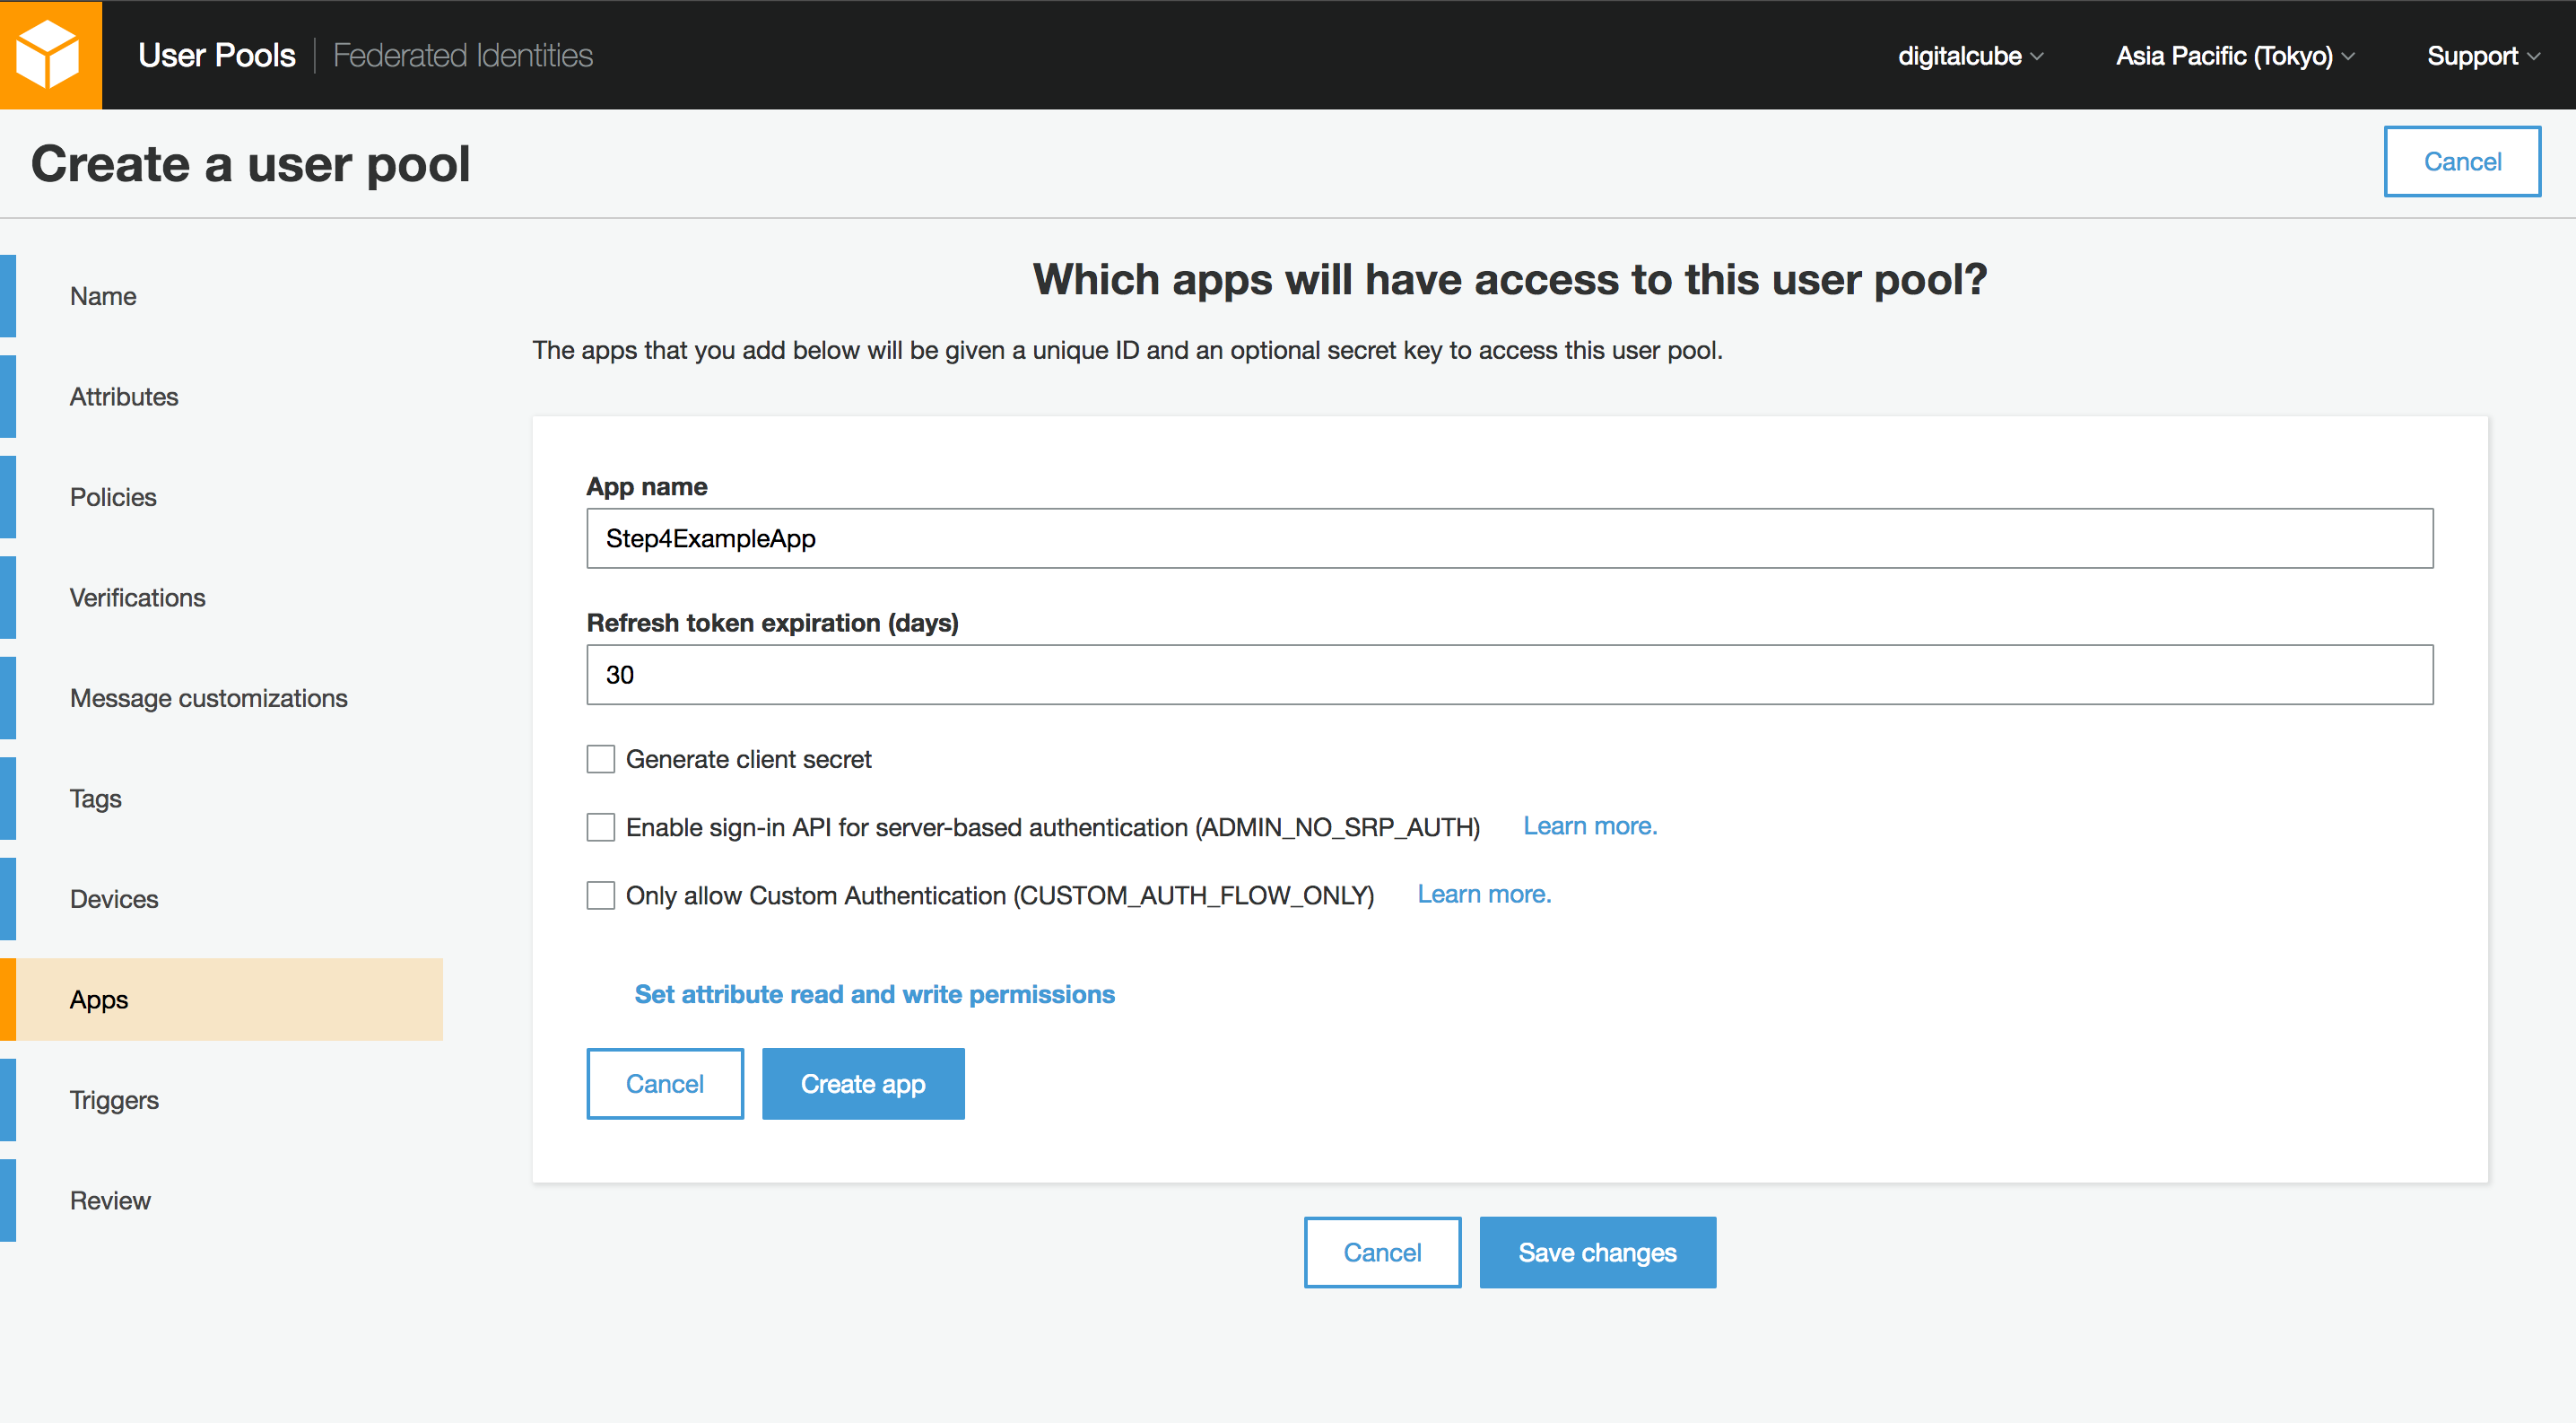 User Pools | Federated Identities
digitalcube
Asia Pacific (Tokyo)
Support
Create a user pool
Cancel
Name
Attributes
Policies
Verifications
Message customizations
Tags
Devices
Apps
Triggers
Review
Which apps will have access to this user pool?
The apps that you add below will be given a unique ID and an optional secret key to access this user pool.
App name
Step4ExampleApp
Refresh token expiration (days)
30
Generate client secret
Enable sign-in API for server-based authentication (ADMIN_NO_SRP_AUTH) Learn more.
Only allow Custom Authentication (CUSTOM_AUTH_FLOW_ONLY) Learn more.
Set attribute read and write permissions
Cancel
Create app
Cancel
Save changes